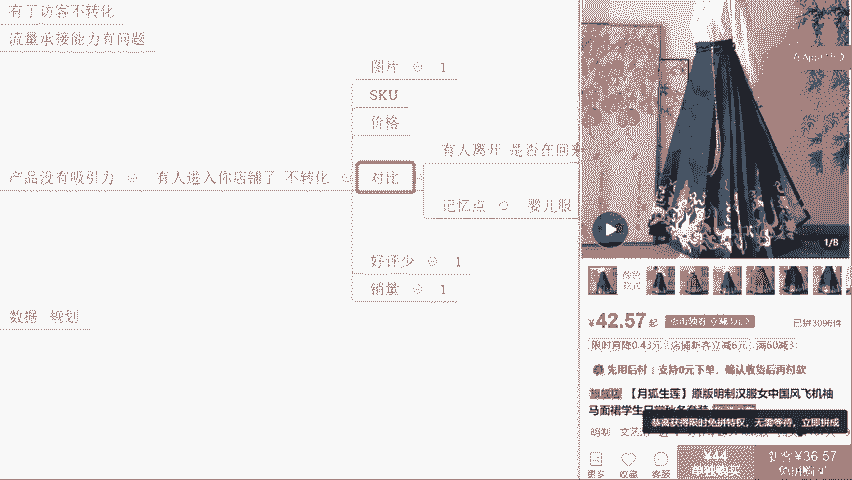 有了访客不转化
流量承接能力有问题
图片 1
SKU
价格
有人离开 是否在回来
产品没有吸引力 有人进入你店铺了 不转化 对比
记忆点 婴儿服
好评少 1
销量 1
数据 规划
1/8
¥42.57起
已拼3096件
限时直降0.43元 店铺新客立减6元 满60减3
先用后付：支持0元下单，确认收货后再付款
【月狐生莲】原版明制汉服女中国风飞机袖
马面裙学生日常秋冬套装
恭喜获得限时免拼特权，无需等待，立即拼成
明制
¥44
¥36.57
更多 收藏 客服 单独购买 免拼购买